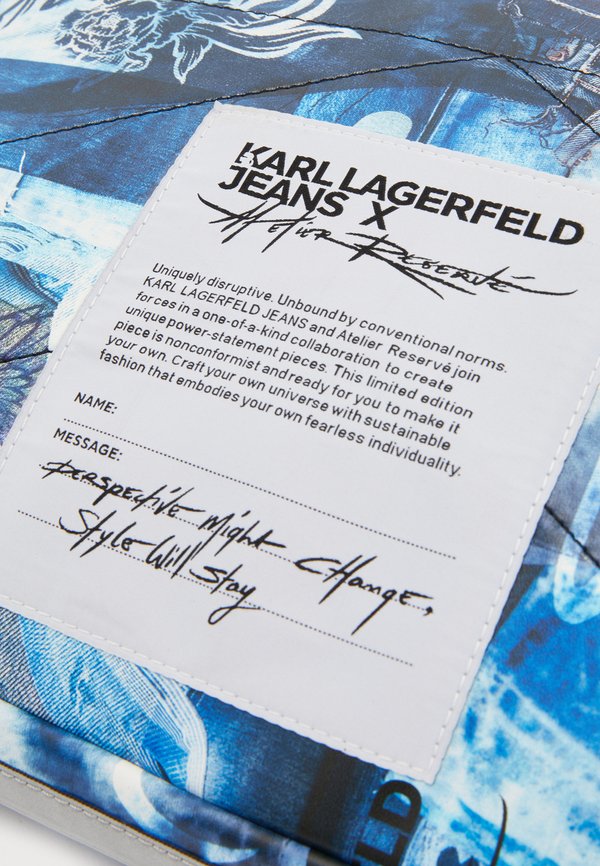 KARL LAGERFELD
JEANS X
Atelier Reservé
Uniquely disruptive. Unbound by conventional norms.
KARL LAGERFELD JEANS and Atelier Reservé join
forces in a one-of-a-kind collaboration to create
unique power-statement pieces. This limited edition
piece is nonconformist and ready for you to make it
your own. Craft your own universe with sustainable
fashion that embodies your own fearless individuality.
NAME:
MESSAGE:
Perspective Might Change,
Style Will Stay
KARL